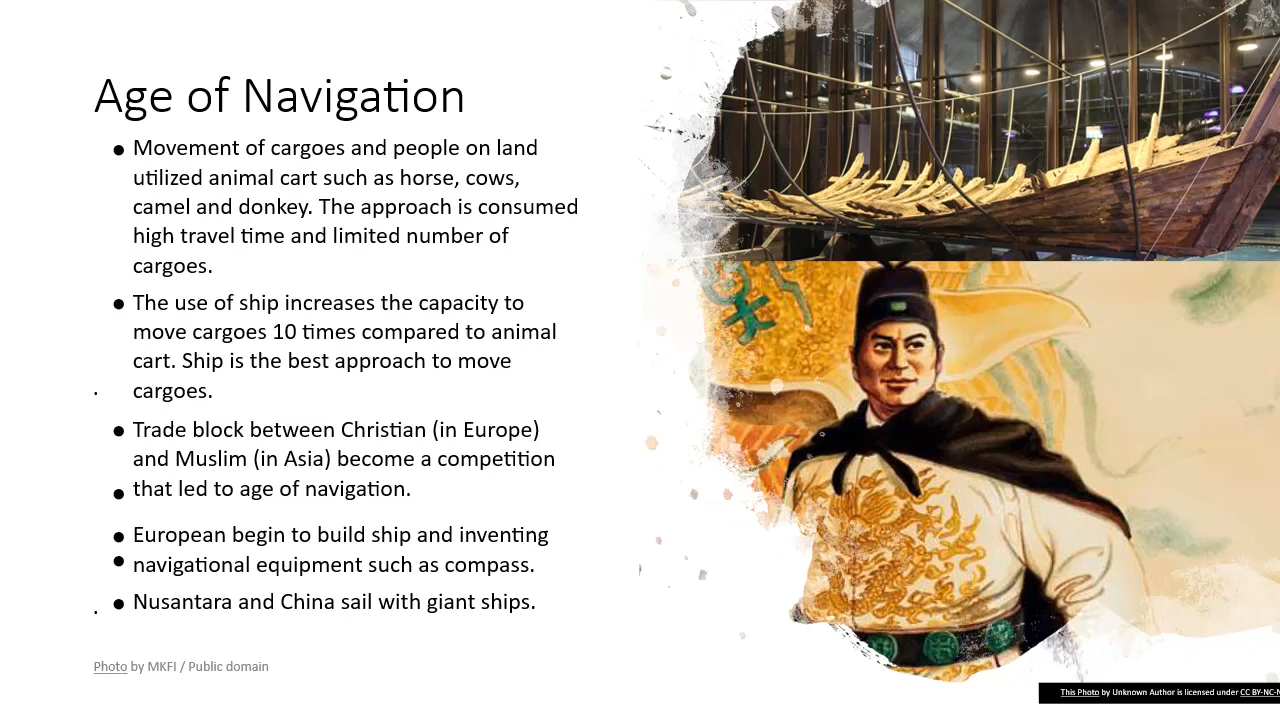 Age of Navigation
● Movement of cargoes and people on land
utilized animal cart such as horse, cows,
camel and donkey. The approach is consumed
high travel time and limited number of
cargoes.
● The use of ship increases the capacity to
move cargoes 10 times compared to animal
cart. Ship is the best approach to move
cargoes.
● Trade block between Christian (in Europe)
and Muslim (in Asia) become a competition
● that led to age of navigation.
● European begin to build ship and inventing
● navigational equipment such as compass.
● Nusantara and China sail with giant ships.
Photo by MKFI / Public domain
This Photo by Unknown Author is licensed under CC BY-NC-N